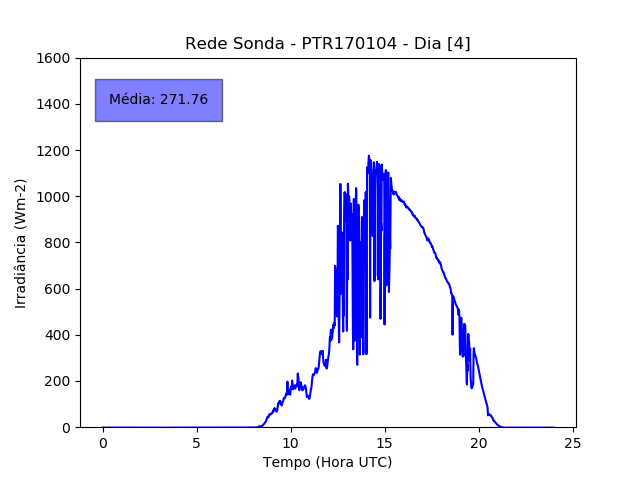 Rede Sonda - PTR170104 - Dia [4]
1600
Média: 271.76
1400
1200
1000
800
600
400
200
0
Irradiância (Wm-2)
0 5 10 15 20 25
Tempo (Hora UTC)